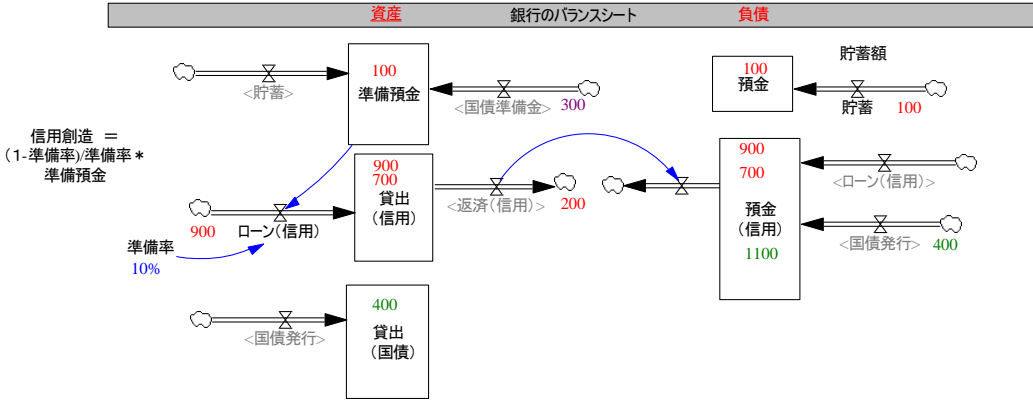 資産 銀行のバランスシート 負債
100
準備預金
<貯蓄>
<国債準備金> 300
貯蓄額
100
預金
貯蓄 100
信用創造 =
(1-準備率)/準備率*
準備預金
900
700
貸出
(信用)
900
ローン(信用)
準備率
10%
<返済(信用)> 200
900
700
預金
(信用)
1100
<ローン(信用)>
<国債発行> 400
400
貸出
(国債)
<国債発行>